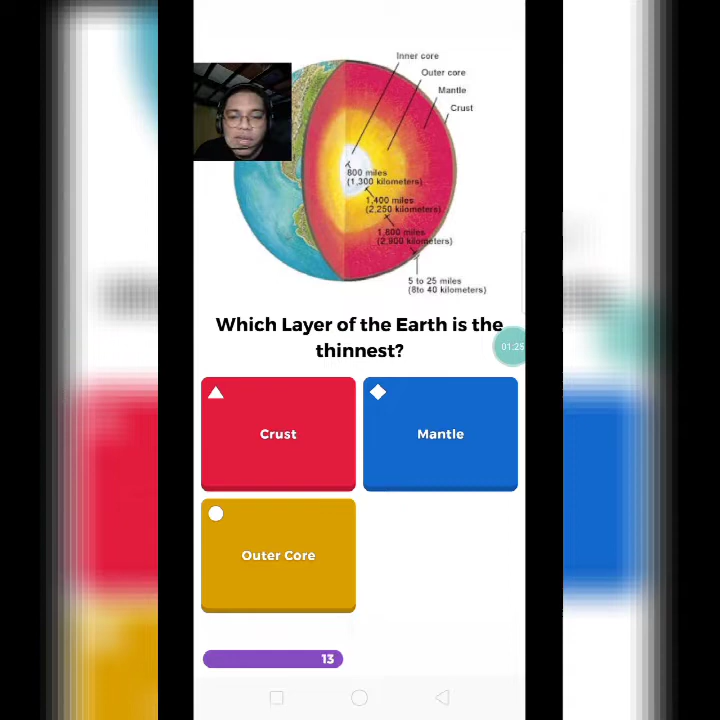 Inner core
Outer core
Mantle
Crust
800 miles
(1,300 kilometers)
1,400 miles
(2,250 kilometers)
1,800 miles
(2,900 kilometers)
5 to 25 miles
(8to 40 kilometers)
Which Layer of the Earth is the
thinnest?
01:25
Crust
Mantle
Outer Core
13